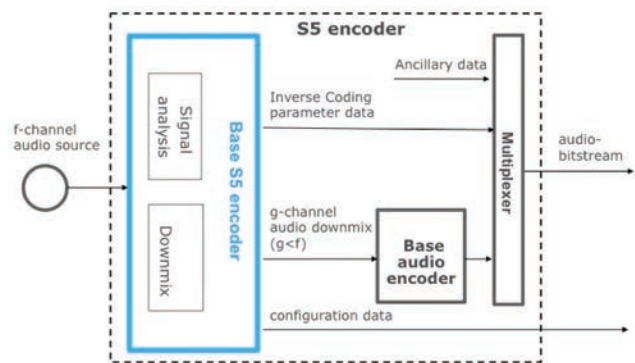 S5 encoder
Ancillary data
Inverse Coding
parameter data
Signal
analysis
Base S5 encoder
Multiplexer
f-channel
audio source
audio-
bitstream
g-channel
audio downmix
(g<f)
Downmix
Base
audio
encoder
configuration data